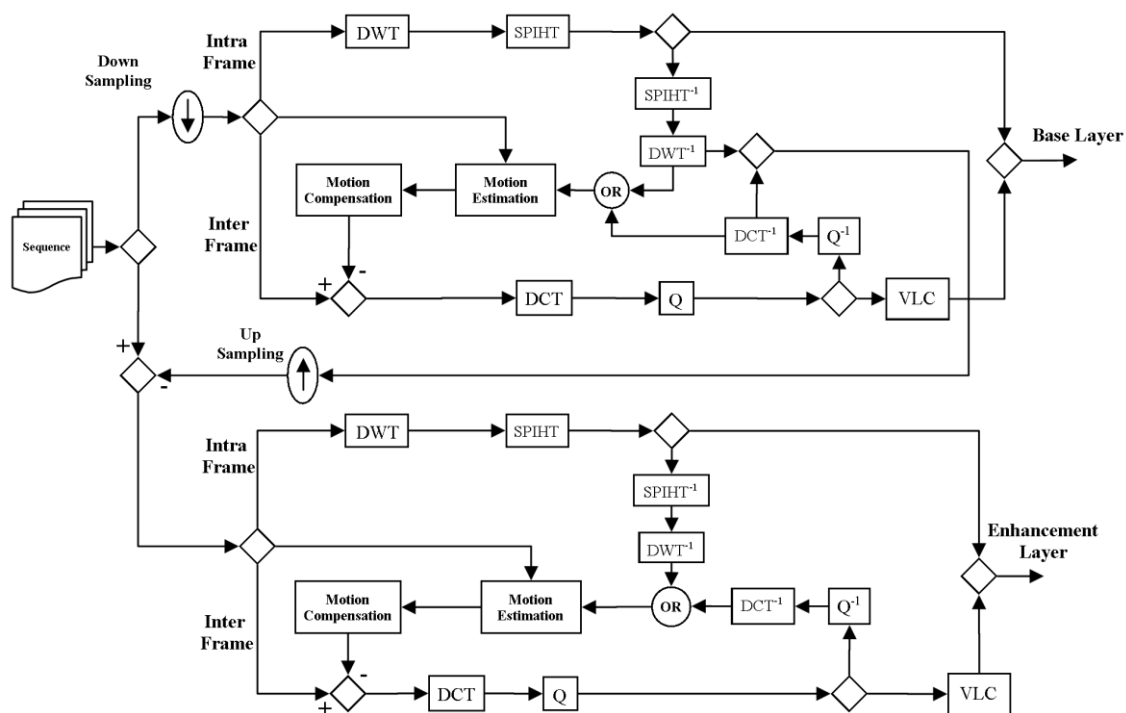 Down
Sampling
Intra
Frame
DWT
SPIHT
SPIHT⁻¹
DWT⁻¹
Base Layer
Motion
Compensation
Motion
Estimation
OR
Sequence
Inter
Frame
DCT⁻¹
Q⁻¹
+
-
DCT
Q
VLC
Up
Sampling
+
-
Intra
Frame
DWT
SPIHT
SPIHT⁻¹
DWT⁻¹
Enhancement
Layer
Motion
Compensation
Motion
Estimation
OR
DCT⁻¹
Q⁻¹
Inter
Frame
-
+
DCT
Q
VLC